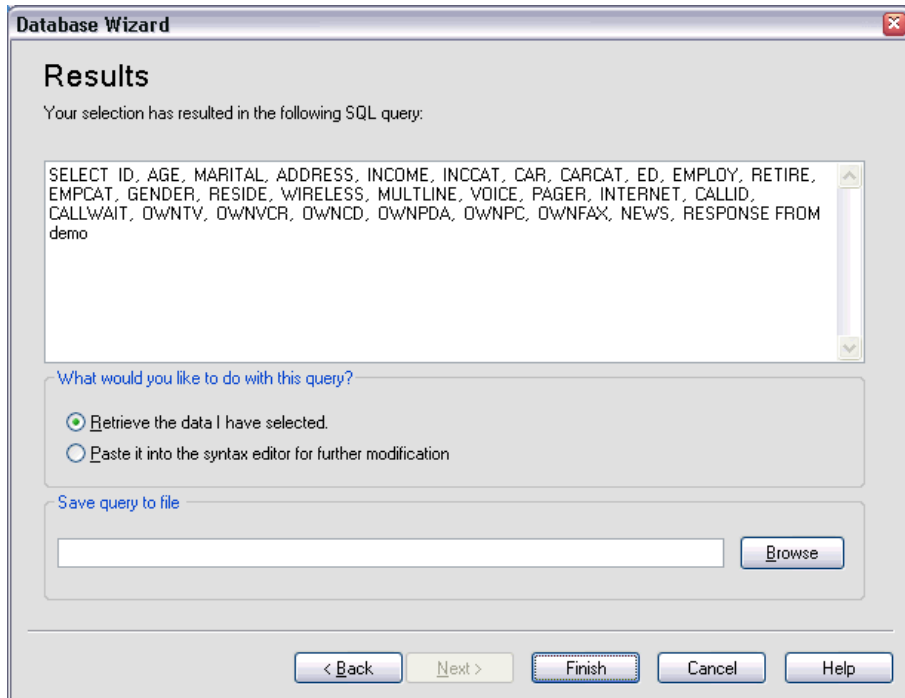 Database Wizard
Results
Your selection has resulted in the following SQL query:
SELECT ID, AGE, MARITAL, ADDRESS, INCOME, INCCAT, CAR, CARCAT, ED, EMPLOY, RETIRE,
EMPCAT, GENDER, RESIDE, WIRELESS, MULTLINE, VOICE, PAGER, INTERNET, CALLID,
CALLWAIT, OWNTV, OWNVCR, OWNCD, OWNPDA, OWNPC, OWNFAX, NEWS, RESPONSE FROM
demo
What would you like to do with this query?
Retrieve the data I have selected.
Paste it into the syntax editor for further modification
Save query to file
Browse
< Back Next > Finish Cancel Help